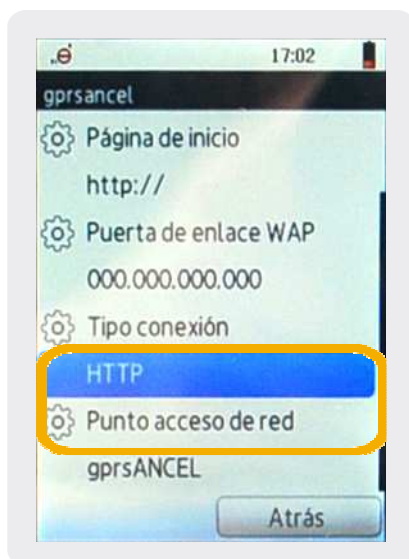 17:02
gprsancel
Página de inicio
http://
Puerta de enlace WAP
000.000.000.000
Tipo conexión
HTTP
Punto acceso de red
gprsANCEL
Atrás